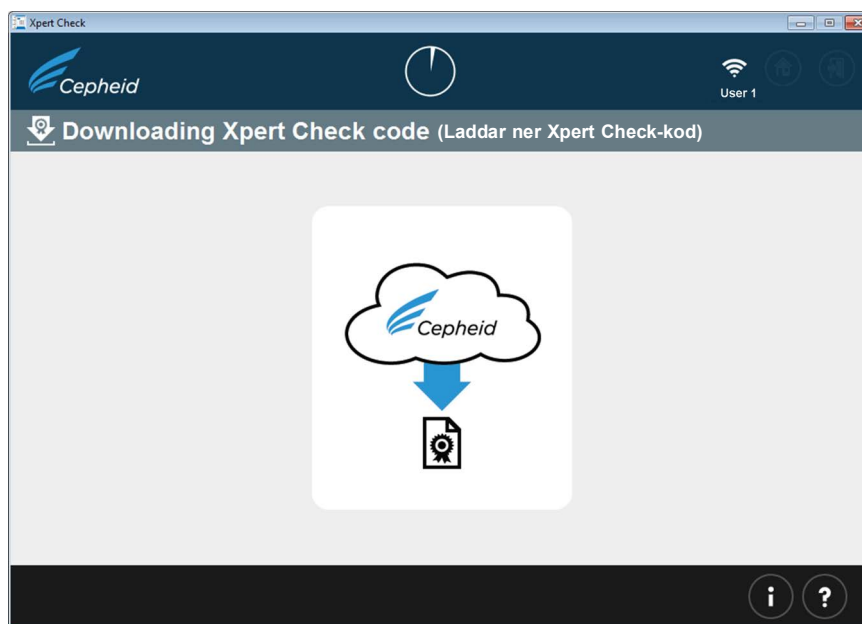 Xpert Check
Cepheid
User 1
Downloading Xpert Check code (Laddar ner Xpert Check-kod)
Cepheid
i ?